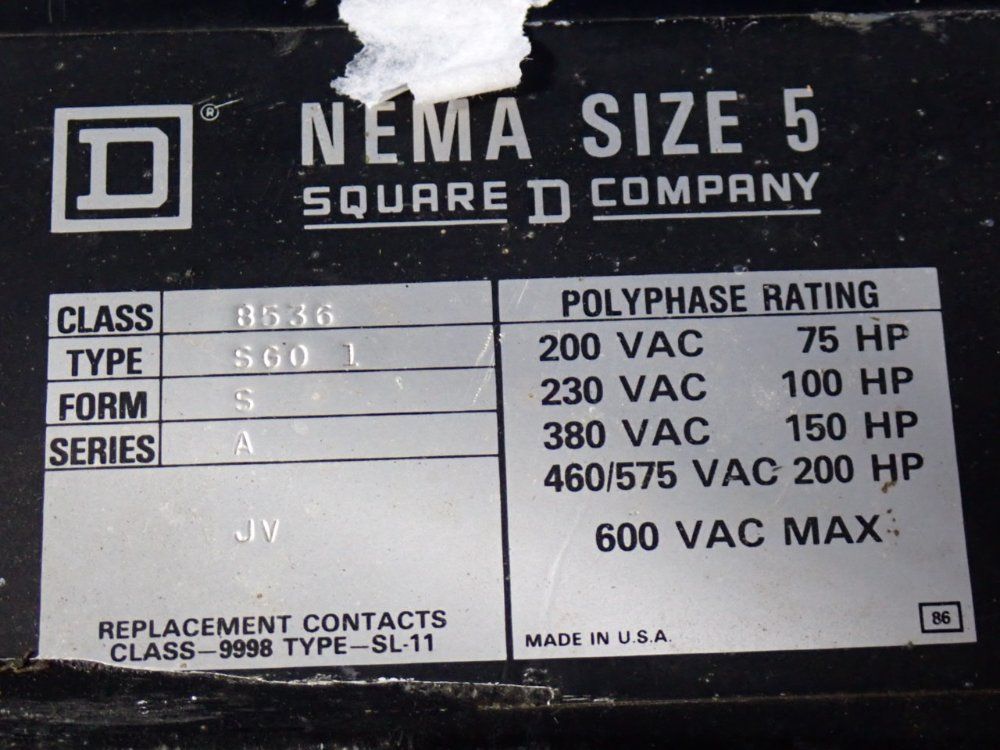 D ®
NEMA SIZE 5
SQUARE D COMPANY
CLASS 8536
TYPE SGO 1
FORM S
SERIES A
JV
REPLACEMENT CONTACTS
CLASS-9998 TYPE-SL-11
POLYPHASE RATING
200 VAC 75 HP
230 VAC 100 HP
380 VAC 150 HP
460/575 VAC 200 HP
600 VAC MAX
86
MADE IN U.S.A.